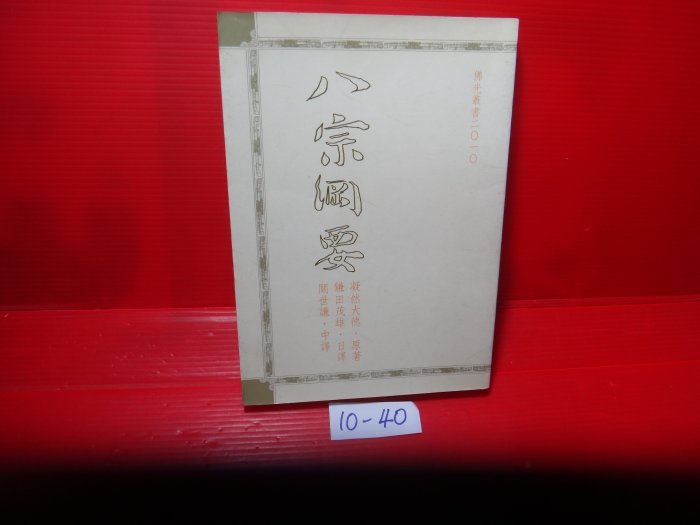 佛光叢書二〇一〇
八宗綱要
凝然大德·原著
鎌田茂雄·日譯
關世謙·中譯
10-40